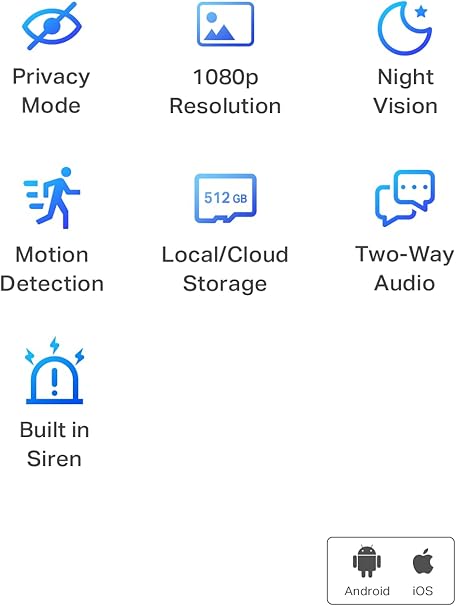 Privacy
Mode
1080p
Resolution
Night
Vision
Motion
Detection
512 GB
Local/Cloud
Storage
Two-Way
Audio
Built in
Siren
Android
iOS